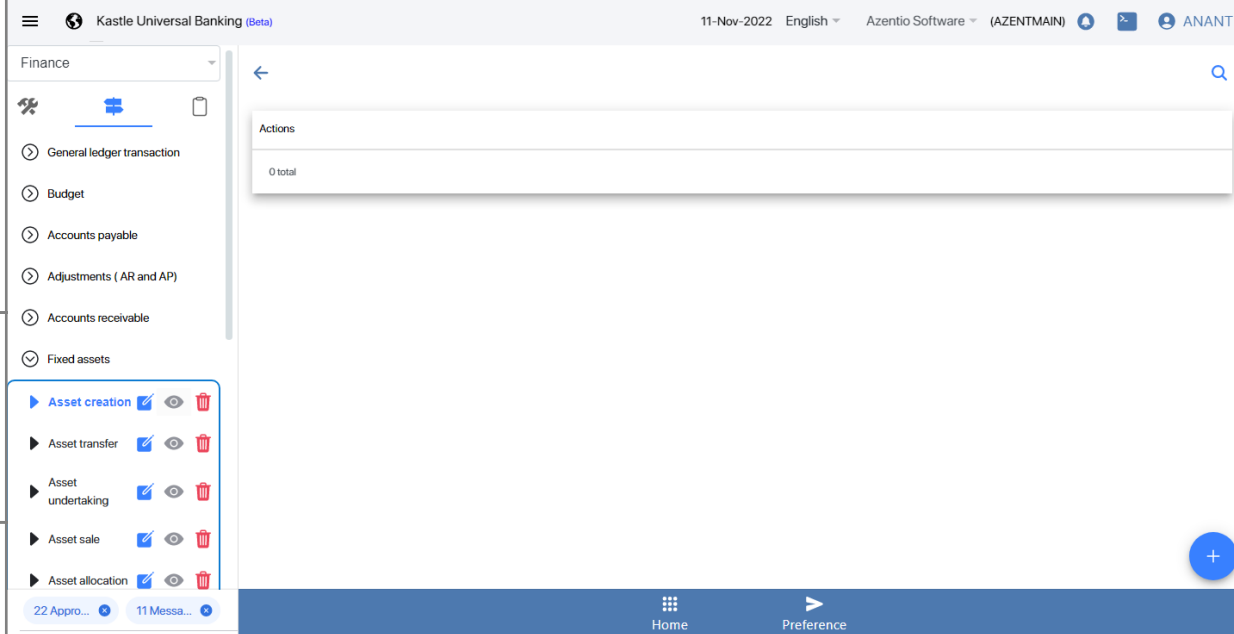 Kastle Universal Banking (Beta) 11-Nov-2022 English Azentio Software (AZENTMAIN) ANANT
Finance
General ledger transaction
Budget
Accounts payable
Adjustments ( AR and AP)
Accounts receivable
Fixed assets
Asset creation
Asset transfer
Asset
undertaking
Asset sale
Asset allocation
22 Appro...
11 Messa...
Actions
0 total
Home
Preference